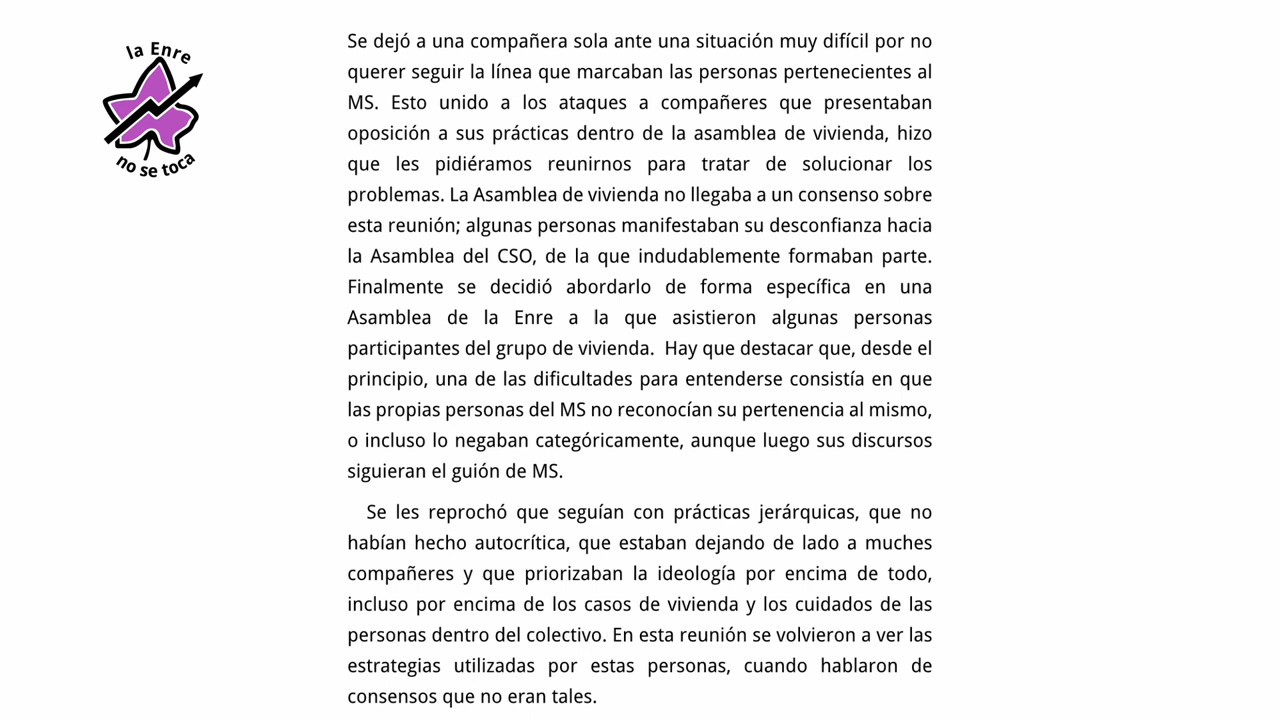 la Enre
no se toca
Se dejó a una compañera sola ante una situación muy difícil por no
querer seguir la línea que marcaban las personas pertenecientes al
MS. Esto unido a los ataques a compañeres que presentaban
oposición a sus prácticas dentro de la asamblea de vivienda, hizo
que les pidiéramos reunirnos para tratar de solucionar los
problemas. La Asamblea de vivienda no llegaba a un consenso sobre
esta reunión; algunas personas manifestaban su desconfianza hacia
la Asamblea del CSO, de la que indudablemente formaban parte.
Finalmente se decidió abordarlo de forma específica en una
Asamblea de la Enre a la que asistieron algunas personas
participantes del grupo de vivienda.  Hay que destacar que, desde el
principio, una de las dificultades para entenderse consistía en que
las propias personas del MS no reconocían su pertenencia al mismo,
o incluso lo negaban categóricamente, aunque luego sus discursos
siguieran el guión de MS.
Se les reprochó que seguían con prácticas jerárquicas, que no
habían hecho autocrítica, que estaban dejando de lado a muches
compañeres y que priorizaban la ideología por encima de todo,
incluso por encima de los casos de vivienda y los cuidados de las
personas dentro del colectivo. En esta reunión se volvieron a ver las
estrategias utilizadas por estas personas, cuando hablaron de
consensos que no eran tales.